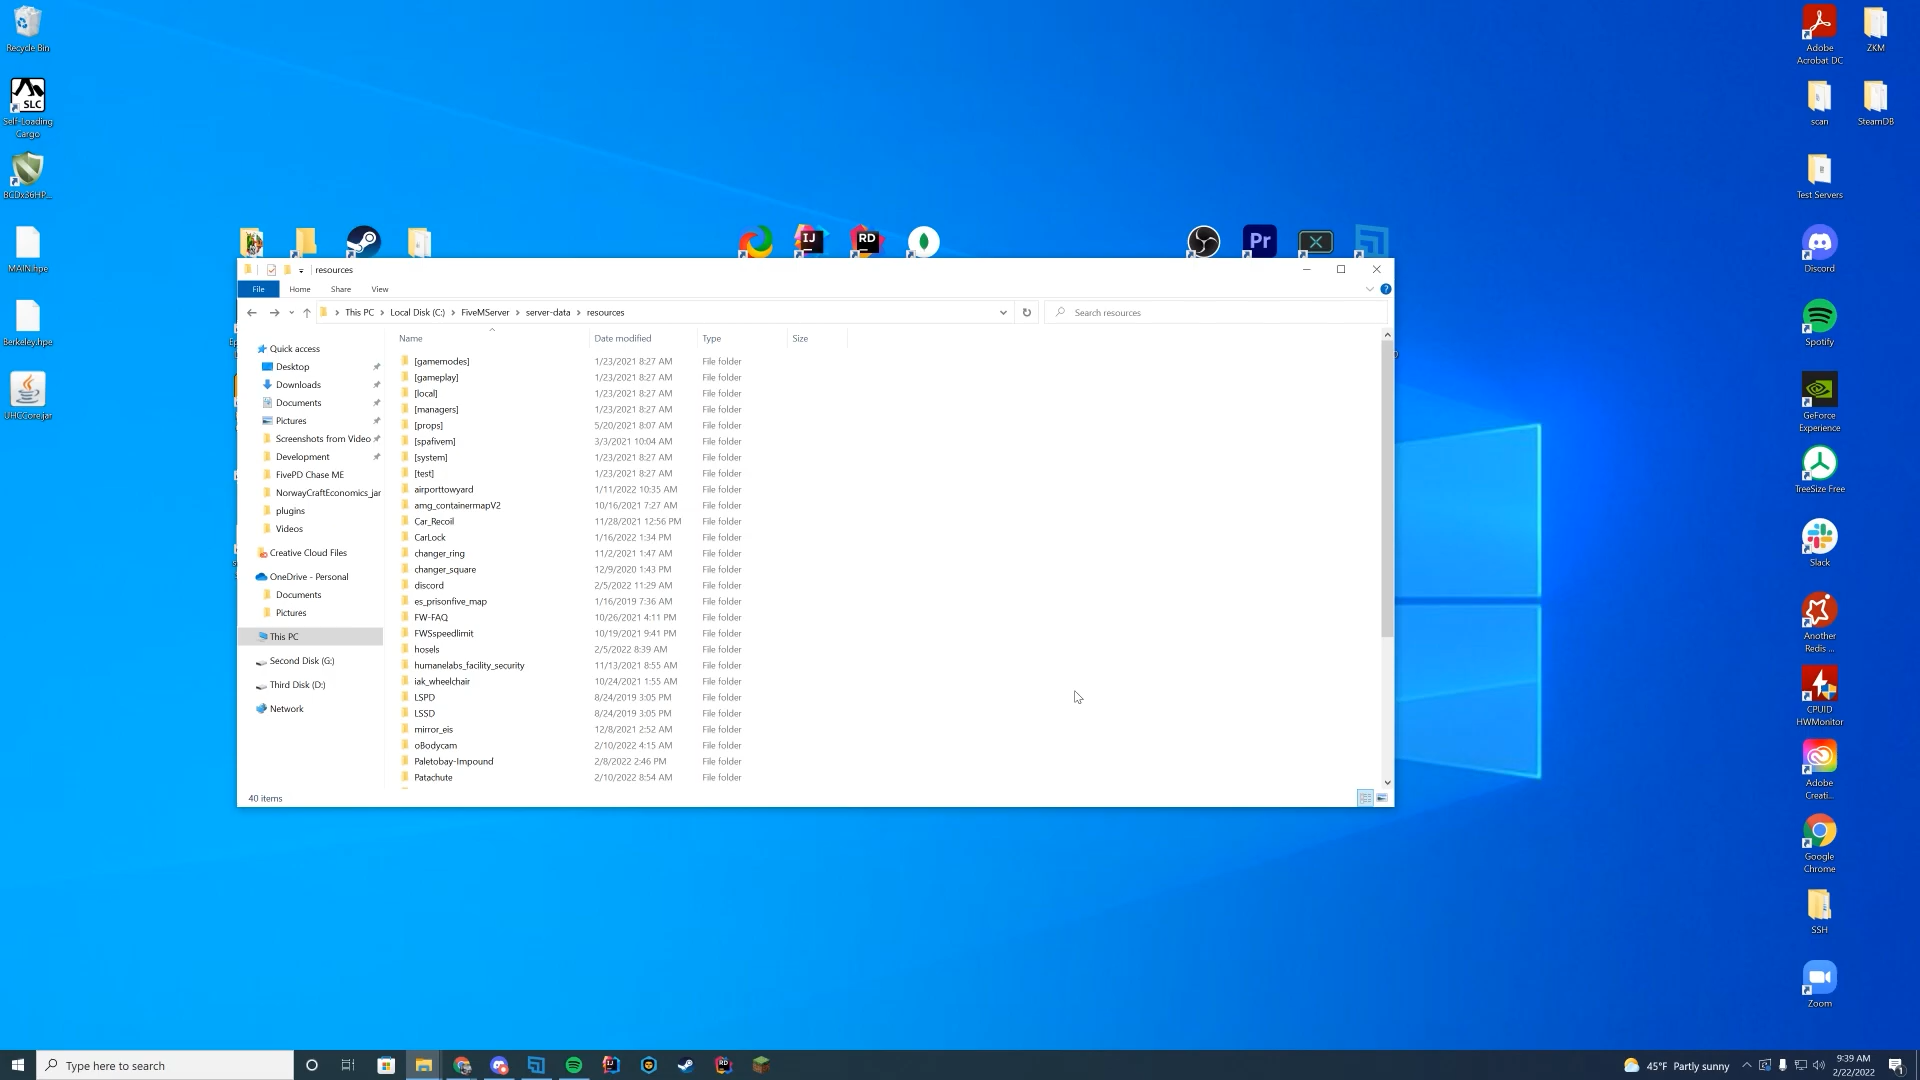 Recycle Bin
SLC
Self-Loading
Cargo
BCDx36HP...
MAIN.hpe
Berkeley.hpe
UHCCore.jar
Adobe
Acrobat DC
ZKM
scan
SteamDB
Test Servers
Discord
Spotify
GeForce
Experience
TreeSize Free
Slack
Another
Redis ...
CPUID
HWMonitor
Adobe
Creati...
Google
Chrome
SSH
Zoom
IJ
RD
Pr
resources
File
Home
Share
View
This PC
Local Disk (C:)
FiveMServer
server-data
resources
Search resources
Quick access
Desktop
Downloads
Documents
Pictures
Screenshots from Video
Development
FivePD Chase ME
NorwayCraftEconomics_jar
plugins
Videos
Creative Cloud Files
OneDrive - Personal
Documents
Pictures
This PC
Second Disk (G:)
Third Disk (D:)
Network
Name Date modified Type Size
[gamemodes] 1/23/2021 8:27 AM File folder
[gameplay] 1/23/2021 8:27 AM File folder
[local] 1/23/2021 8:27 AM File folder
[managers] 1/23/2021 8:27 AM File folder
[props] 5/20/2021 8:07 AM File folder
[spafivem] 3/3/2021 10:04 AM File folder
[system] 1/23/2021 8:27 AM File folder
[test] 1/23/2021 8:27 AM File folder
airporttowyard 1/11/2022 10:35 AM File folder
amg_containermapV2 10/16/2021 7:27 AM File folder
Car_Recoil 11/28/2021 12:56 PM File folder
CarLock 1/16/2022 1:34 PM File folder
changer_ring 11/2/2021 1:47 AM File folder
changer_square 12/9/2020 1:43 PM File folder
discord 2/5/2022 11:29 AM File folder
es_prisonfive_map 1/16/2019 7:36 AM File folder
FW-FAQ 10/26/2021 4:11 PM File folder
FWSspeedlimit 10/19/2021 9:41 PM File folder
hosels 2/5/2022 8:39 AM File folder
humanelabs_facility_security 11/13/2021 8:55 AM File folder
iak_wheelchair 10/24/2021 1:55 AM File folder
LSPD 8/24/2019 3:05 PM File folder
LSSD 8/24/2019 3:05 PM File folder
mirror_eis 12/8/2021 2:52 AM File folder
oBodycam 2/10/2022 4:15 AM File folder
Paletobay-Impound 2/8/2022 2:46 PM File folder
Patachute 2/10/2022 8:54 AM File folder
40 items
Type here to search
45°F Partly sunny
9:39 AM
2/22/2022